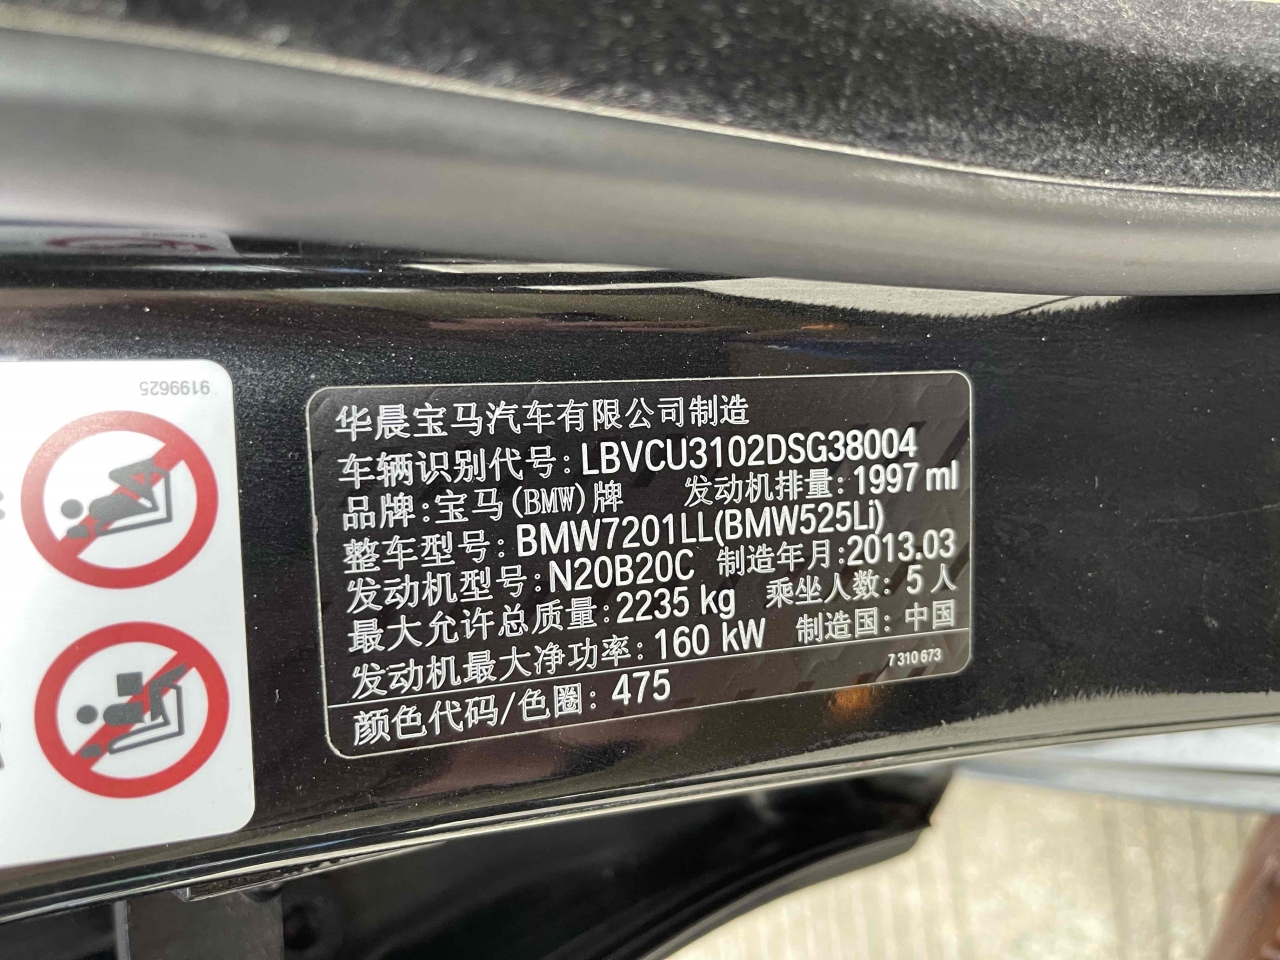 9199625
华晨宝马汽车有限公司制造
车辆识别代号: LBVCU3102DSG38004
品牌:宝马(BMW)牌 发动机排量: 1997 ml
整车型号: BMW7201LL(BMW525Li)
发动机型号: N20B20C 制造年月:2013.03
最大允许总质量: 2235 kg 乘坐人数: 5 人
发动机最大净功率: 160 kW 制造国: 中国
7 310 673
颜色代码/色圈: 475